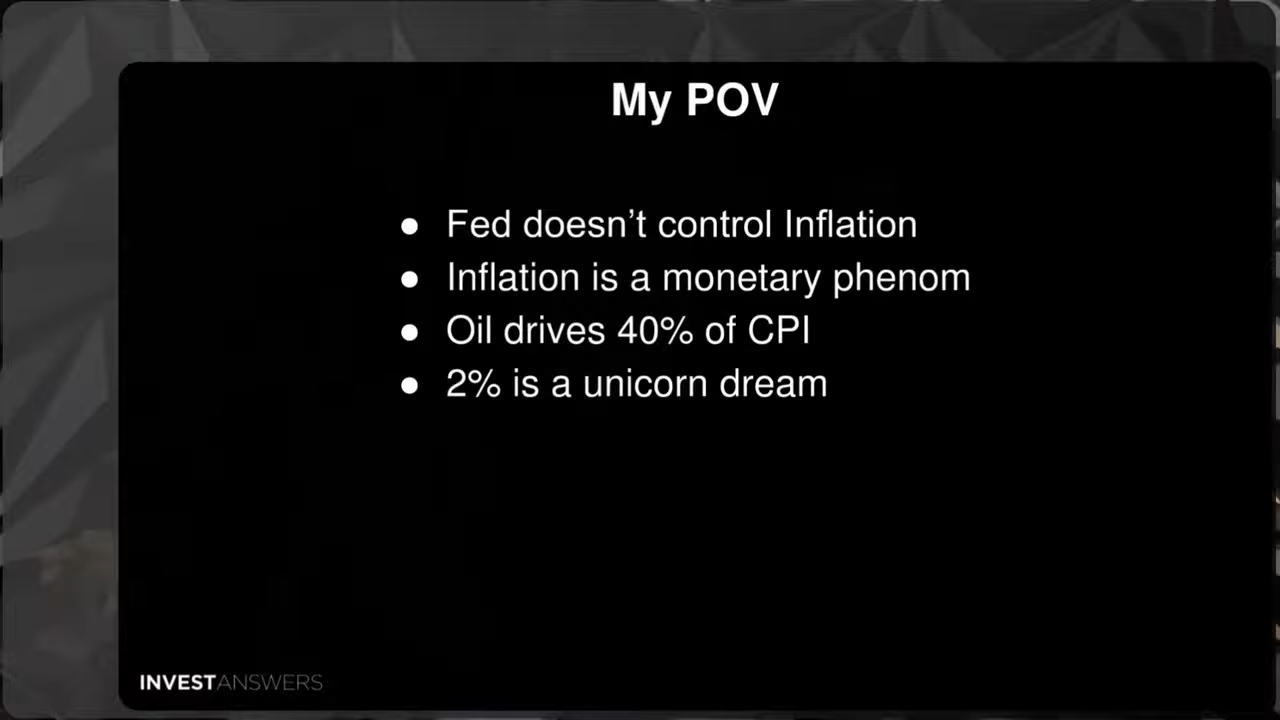 My POV
● Fed doesn’t control Inflation
● Inflation is a monetary phenom
● Oil drives 40% of CPI
● 2% is a unicorn dream
INVESTANSWERS